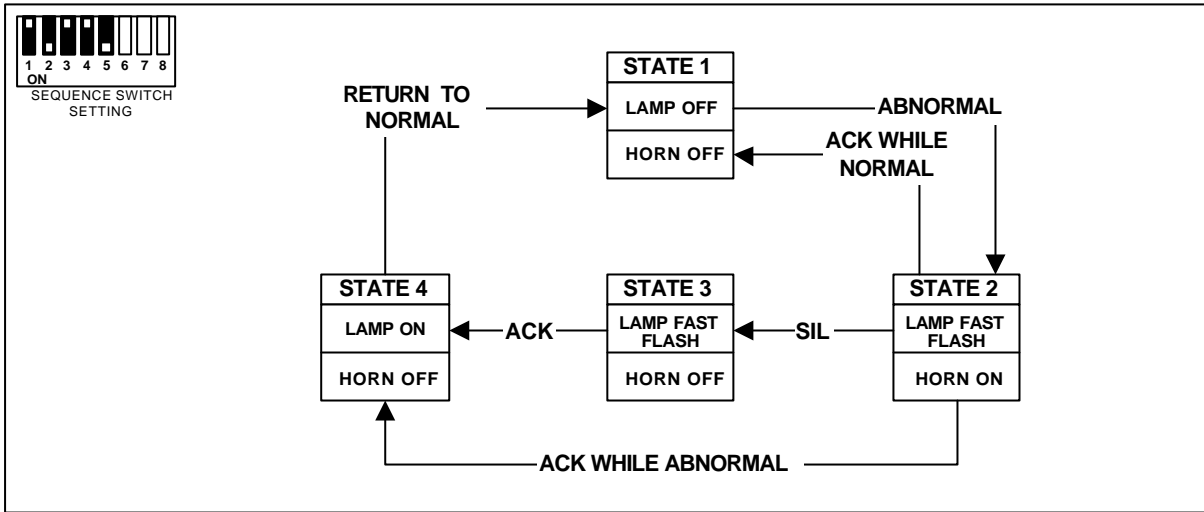 1 2 3 4 5 6 7 8
ON
SEQUENCE SWITCH
SETTING
STATE 1
LAMP OFF
HORN OFF
RETURN TO
NORMAL
ABNORMAL
ACK WHILE
NORMAL
STATE 4
LAMP ON
HORN OFF
ACK
STATE 3
LAMP FAST
FLASH
HORN OFF
SIL
STATE 2
LAMP FAST
FLASH
HORN ON
ACK WHILE ABNORMAL